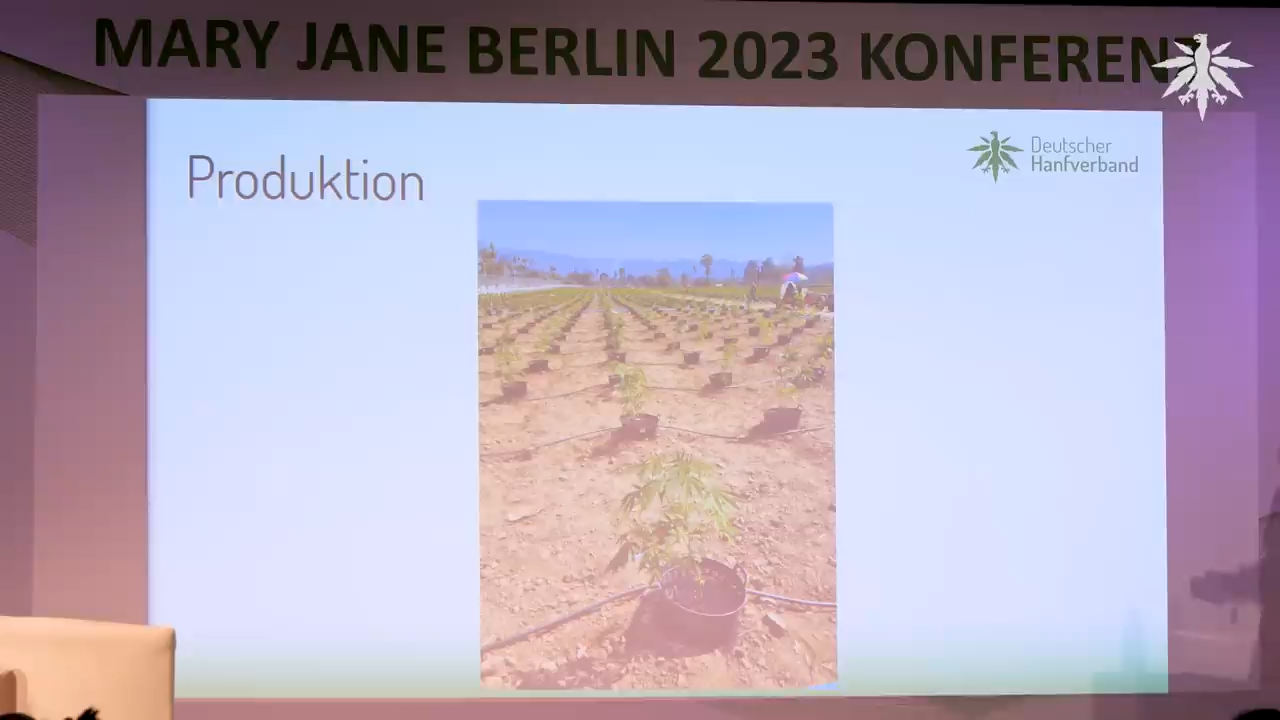 MARY JANE BERLIN 2023 KONFEREN
Produktion
Deutscher
Hanfverband